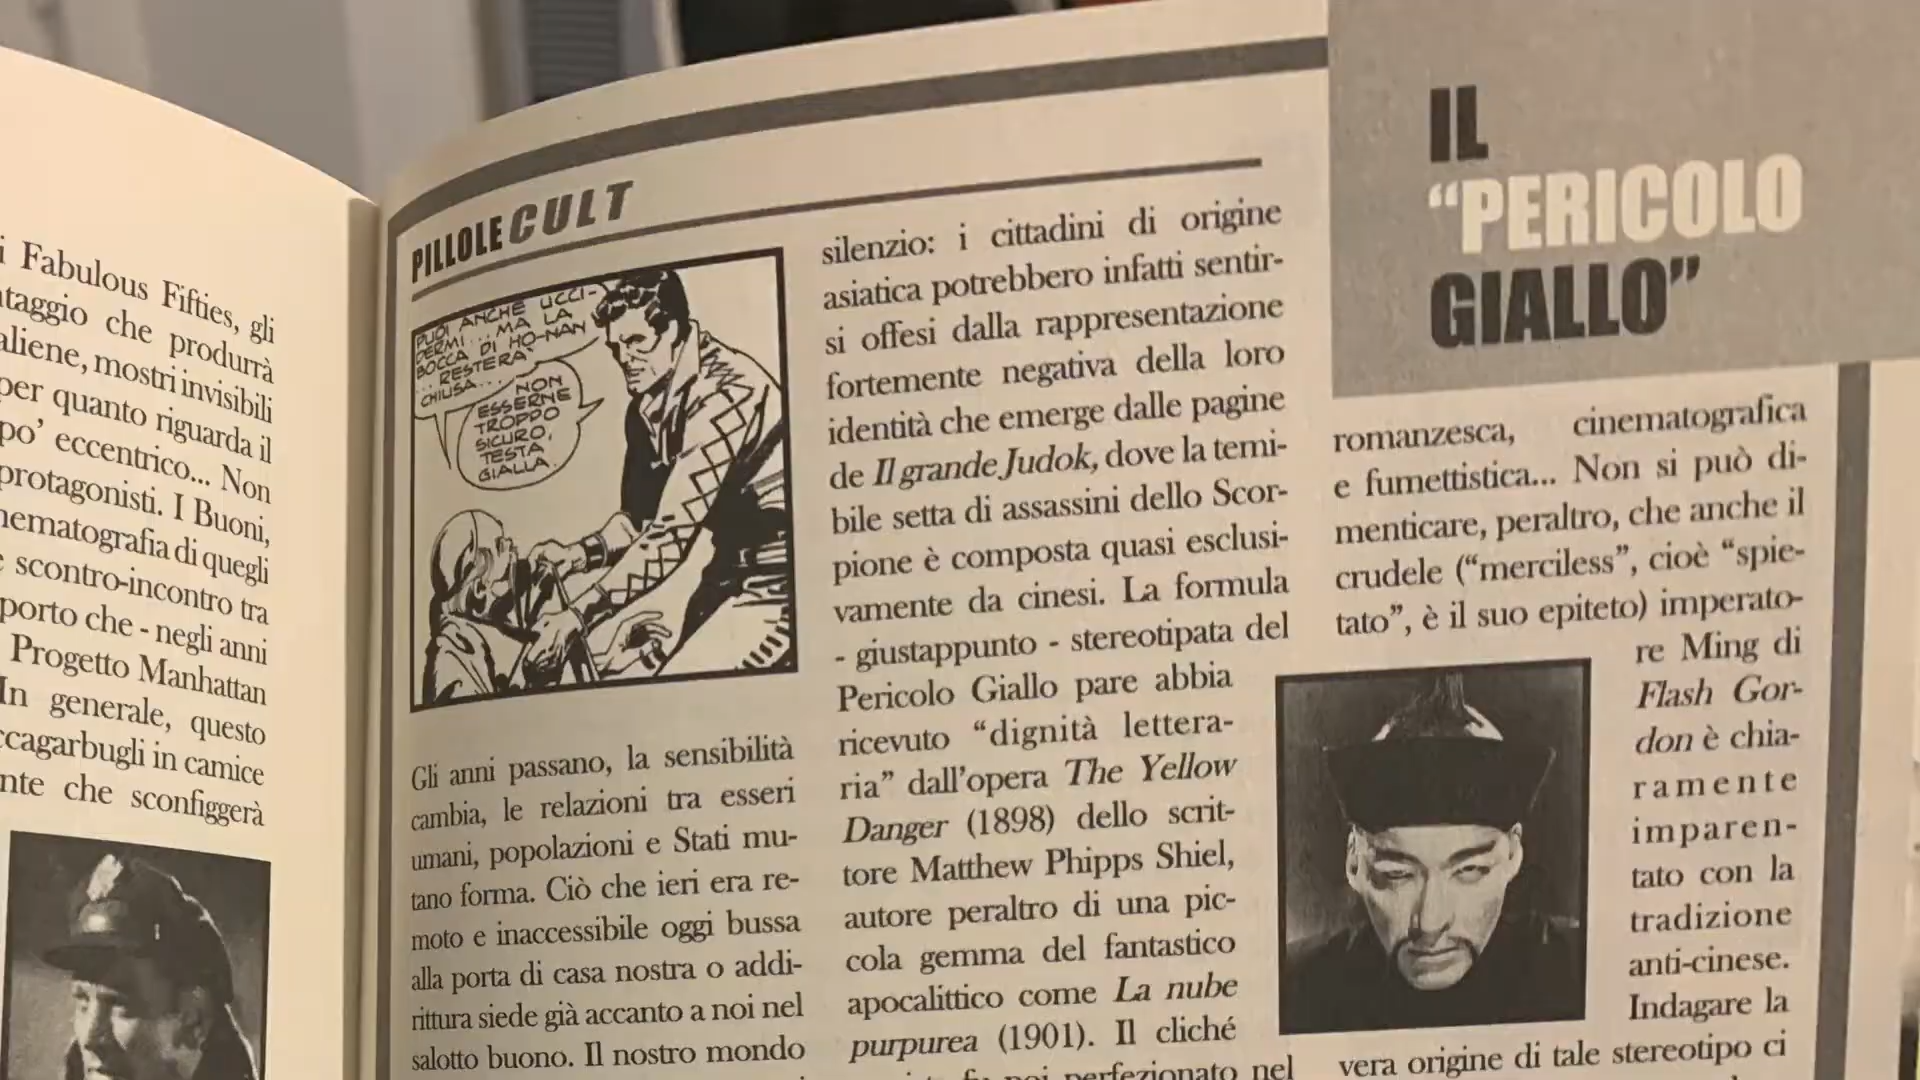 i Fabulous Fifties, gli
taggio che produrrà
aliene, mostri invisibili
per quanto riguarda il
po’ eccentrico... Non
protagonisti. I Buoni,
nematografia di quegli
e scontro-incontro tra
porto che - negli anni
Progetto Manhattan
In generale, questo
ccagarbugli in camice
nte che sconfiggerà
PILLOLE CULT
PUOI ANCHE UCCI-
DERMI... MA LA
BOCCA DI HO-NAN
... RESTERA'
CHIUSA...
NON
ESSERNE
TROPPO
SICURO,
TESTA
GIALLA.
Gli anni passano, la sensibilità
cambia, le relazioni tra esseri
umani, popolazioni e Stati mu-
tano forma. Ciò che ieri era re-
moto e inaccessibile oggi bussa
alla porta di casa nostra o addi-
rittura siede già accanto a noi nel
salotto buono. Il nostro mondo
silenzio: i cittadini di origine
asiatica potrebbero infatti sentir-
si offesi dalla rappresentazione
fortemente negativa della loro
identità che emerge dalle pagine
de Il grande Judok, dove la temi-
bile setta di assassini dello Scor-
pione è composta quasi esclusi-
vamente da cinesi. La formula
- giustappunto - stereotipata del
Pericolo Giallo pare abbia
ricevuto “dignità lettera-
ria” dall’opera The Yellow
Danger (1898) dello scrit-
tore Matthew Phipps Shiel,
autore peraltro di una pic-
cola gemma del fantastico
apocalittico come La nube
purpurea (1901). Il cliché
poi perfezionato nel
IL
“PERICOLO
GIALLO”
romanzesca, cinematografica
e fumettistica... Non si può di-
menticare, peraltro, che anche il
crudele (“merciless”, cioè “spie-
tato”, è il suo epiteto) imperato-
re Ming di
Flash Gor-
don è chia-
ramente
imparen-
tato con la
tradizione
anti-cinese.
Indagare la
vera origine di tale stereotipo ci